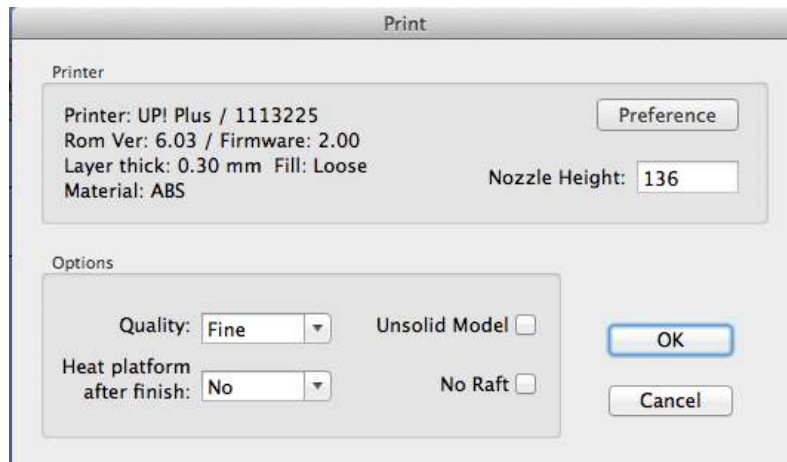 Print
Printer
Printer: UP! Plus / 1113225
Preference
Rom Ver: 6.03 / Firmware: 2.00
Layer thick: 0.30 mm  Fill: Loose
Nozzle Height: 136
Material: ABS
Options
Quality: Fine
Unsolid Model
OK
Heat platform
after finish: No
No Raft
Cancel